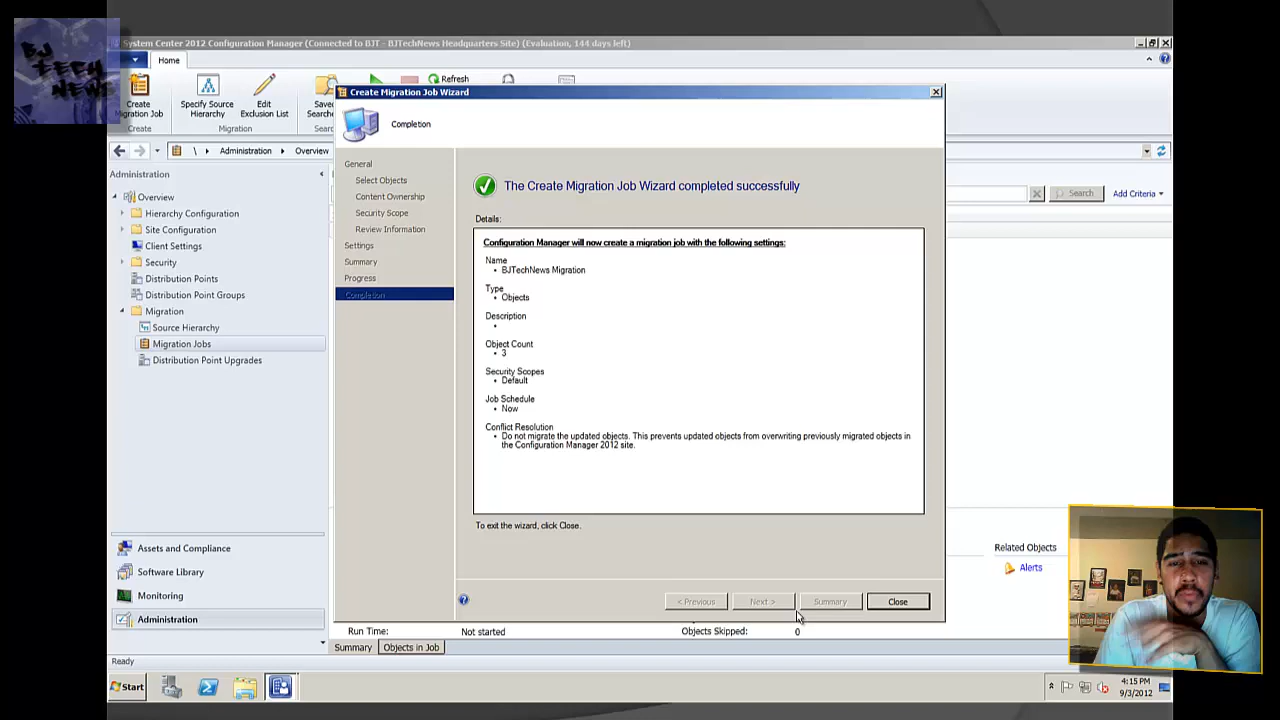 BJ TECH NEWS
System Center 2012 Configuration Manager (Connected to BJT - BJTechNews Headquarters Site) (Evaluation, 144 days left)
Home
Create Migration Job
Specify Source Hierarchy
Edit Exclusion List
Saved
Refresh
Create
Migration
\ Administration Overview
Search
Add Criteria
Administration
Overview
Hierarchy Configuration
Site Configuration
Client Settings
Security
Distribution Points
Distribution Point Groups
Migration
Source Hierarchy
Migration Jobs
Distribution Point Upgrades
Assets and Compliance
Software Library
Monitoring
Administration
Create Migration Job Wizard
Completion
General
Select Objects
Content Ownership
Security Scope
Review Information
Settings
Summary
Progress
Completion
The Create Migration Job Wizard completed successfully
Details:
Configuration Manager will now create a migration job with the following settings:
Name
• BJTechNews Migration
Type
• Objects
Description
•
Object Count
• 3
Security Scopes
• Default
Job Schedule
• Now
Conflict Resolution
• Do not migrate the updated objects. This prevents updated objects from overwriting previously migrated objects in
the Configuration Manager 2012 site.
To exit the wizard, click Close.
< Previous
Next >
Summary
Close
Related Objects
Alerts
Run Time: Not started
Objects Skipped: 0
Summary
Objects in Job
Ready
Start
4:15 PM
9/3/2012